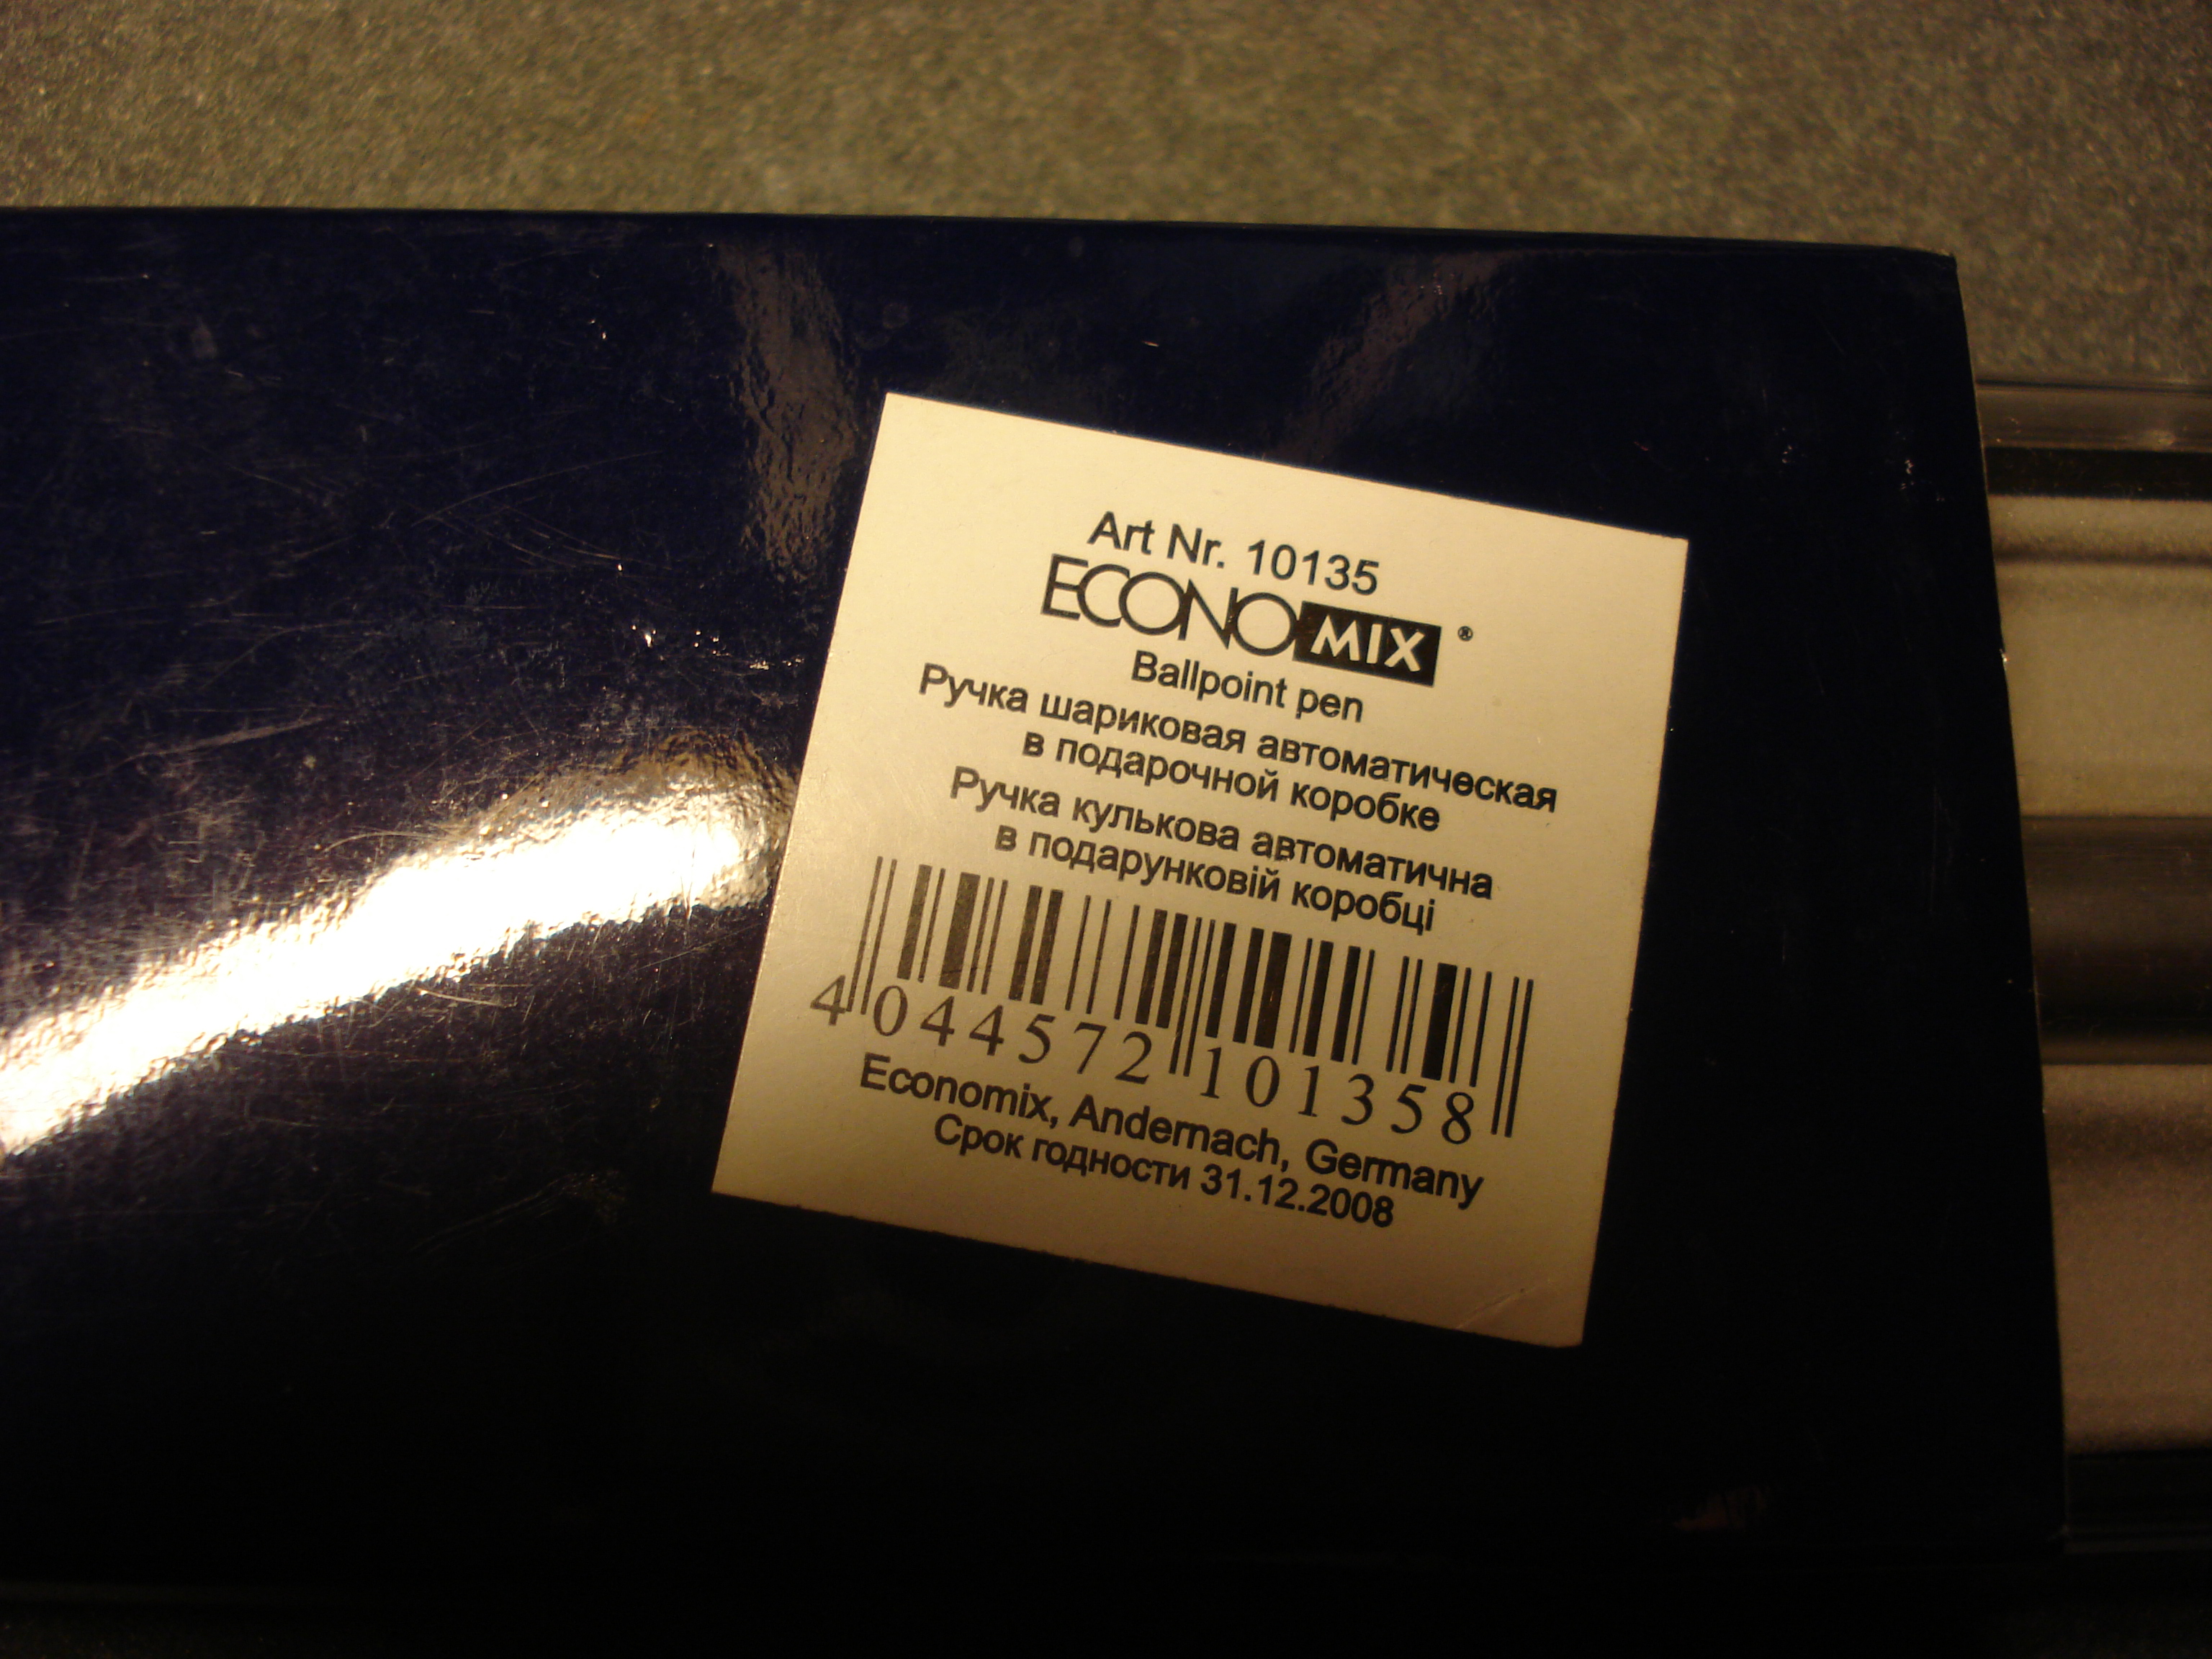 Art Nr. 10135
ECONOMIX ®
Ballpoint pen
Ручка шариковая автоматическая
в подарочной коробке
Ручка кулькова автоматична
в подарунковій коробці
4 044572 101358
Economix, Andernach, Germany
Срок годности 31.12.2008